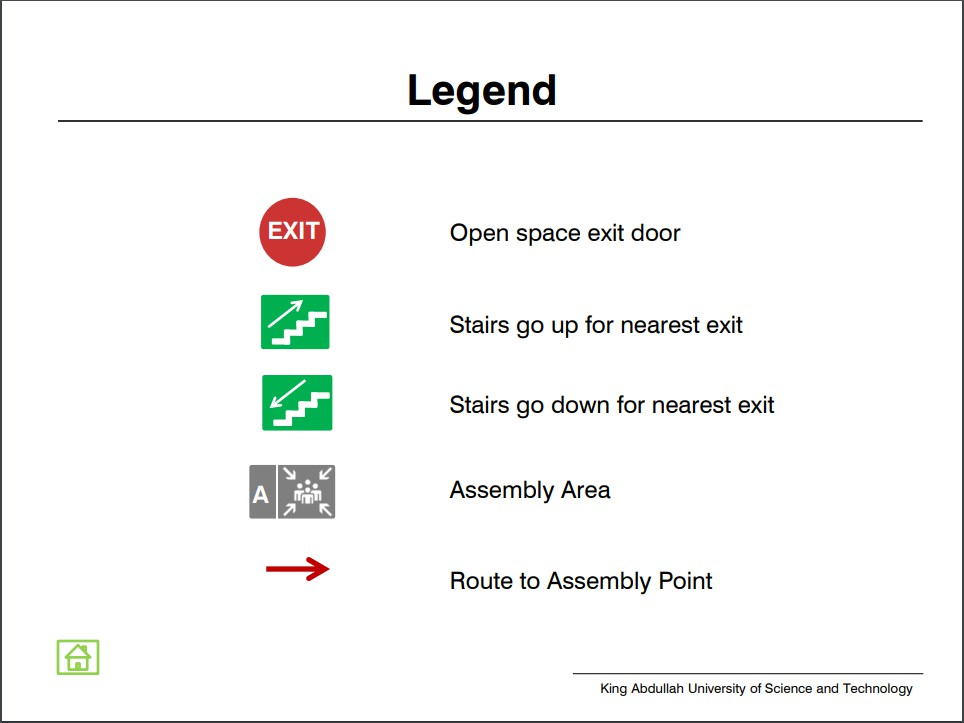 Legend
EXIT
Open space exit door
Stairs go up for nearest exit
Stairs go down for nearest exit
A
Assembly Area
Route to Assembly Point
King Abdullah University of Science and Technology